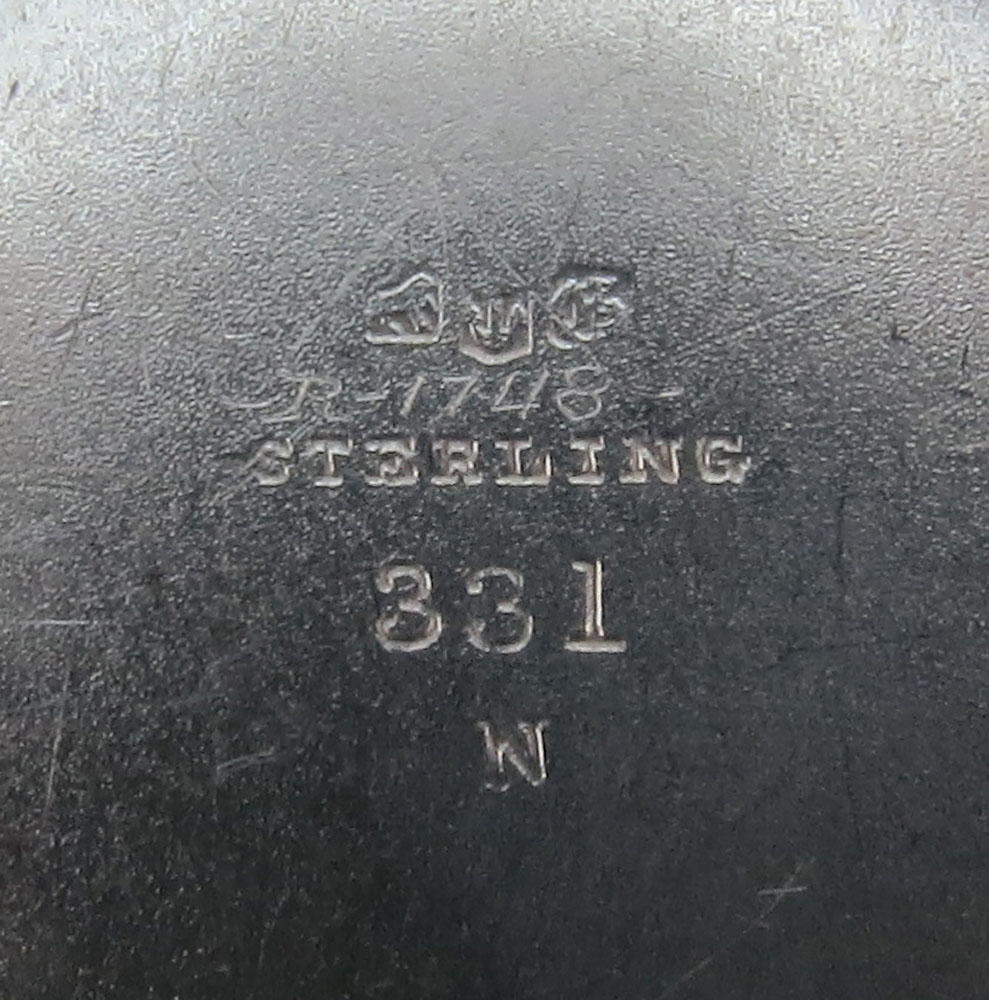 R-1748-
STERLING
331
N